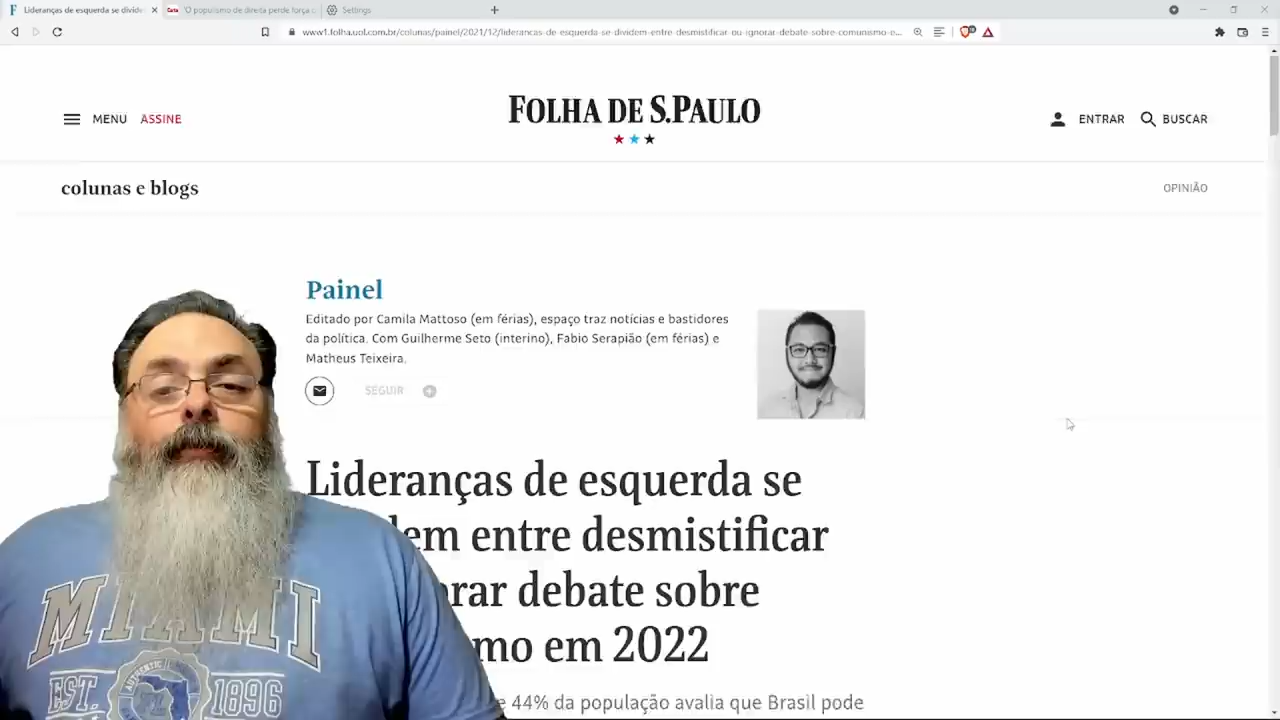 Lideranças de esquerda se divide
Carta
'O populismo de direita perde força c
Settings
www1.folha.uol.com.br/colunas/painel/2021/12/liderancas-de-esquerda-se-dividem-entre-desmistificar-ou-ignorar-debate-sobre-comunismo-e...
MENU ASSINE
FOLHA DE S.PAULO
ENTRAR BUSCAR
colunas e blogs
OPINIÃO
Painel
Editado por Camila Mattoso (em férias), espaço traz notícias e bastidores
da política. Com Guilherme Seto (interino), Fabio Serapião (em férias) e
Matheus Teixeira.
SEGUIR
Lideranças de esquerda se
dem entre desmistificar
rar debate sobre
mo em 2022
e 44% da população avalia que Brasil pode
MIAMI
AUTHENTIC
EST. 1896